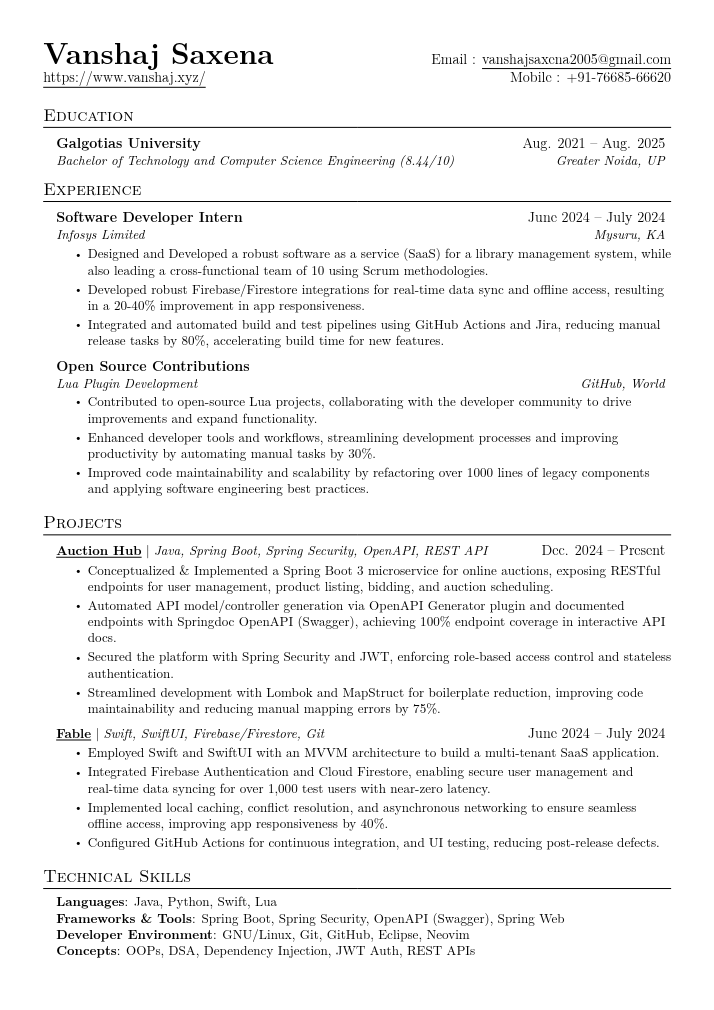 Vanshaj Saxena
https://www.vanshaj.xyz/
Email : vanshajsaxena2005@gmail.com
Mobile : +91-76685-66620
Education
Galgotias University Aug. 2021 – Aug. 2025
Bachelor of Technology and Computer Science Engineering (8.44/10) Greater Noida, UP
Experience
Software Developer Intern June 2024 – July 2024
Infosys Limited Mysuru, KA
• Designed and Developed a robust software as a service (SaaS) for a library management system, while
also leading a cross-functional team of 10 using Scrum methodologies.
• Developed robust Firebase/Firestore integrations for real-time data sync and offline access, resulting
in a 20-40% improvement in app responsiveness.
• Integrated and automated build and test pipelines using GitHub Actions and Jira, reducing manual
release tasks by 80%, accelerating build time for new features.
Open Source Contributions
Lua Plugin Development GitHub, World
• Contributed to open-source Lua projects, collaborating with the developer community to drive
improvements and expand functionality.
• Enhanced developer tools and workflows, streamlining development processes and improving
productivity by automating manual tasks by 30%.
• Improved code maintainability and scalability by refactoring over 1000 lines of legacy components
and applying software engineering best practices.
Projects
Auction Hub | Java, Spring Boot, Spring Security, OpenAPI, REST API Dec. 2024 – Present
• Conceptualized & Implemented a Spring Boot 3 microservice for online auctions, exposing RESTful
endpoints for user management, product listing, bidding, and auction scheduling.
• Automated API model/controller generation via OpenAPI Generator plugin and documented
endpoints with Springdoc OpenAPI (Swagger), achieving 100% endpoint coverage in interactive API
docs.
• Secured the platform with Spring Security and JWT, enforcing role-based access control and stateless
authentication.
• Streamlined development with Lombok and MapStruct for boilerplate reduction, improving code
maintainability and reducing manual mapping errors by 75%.
Fable | Swift, SwiftUI, Firebase/Firestore, Git June 2024 – July 2024
• Employed Swift and SwiftUI with an MVVM architecture to build a multi-tenant SaaS application.
• Integrated Firebase Authentication and Cloud Firestore, enabling secure user management and
real-time data syncing for over 1,000 test users with near-zero latency.
• Implemented local caching, conflict resolution, and asynchronous networking to ensure seamless
offline access, improving app responsiveness by 40%.
• Configured GitHub Actions for continuous integration, and UI testing, reducing post-release defects.
Technical Skills
Languages: Java, Python, Swift, Lua
Frameworks & Tools: Spring Boot, Spring Security, OpenAPI (Swagger), Spring Web
Developer Environment: GNU/Linux, Git, GitHub, Eclipse, Neovim
Concepts: OOPs, DSA, Dependency Injection, JWT Auth, REST APIs